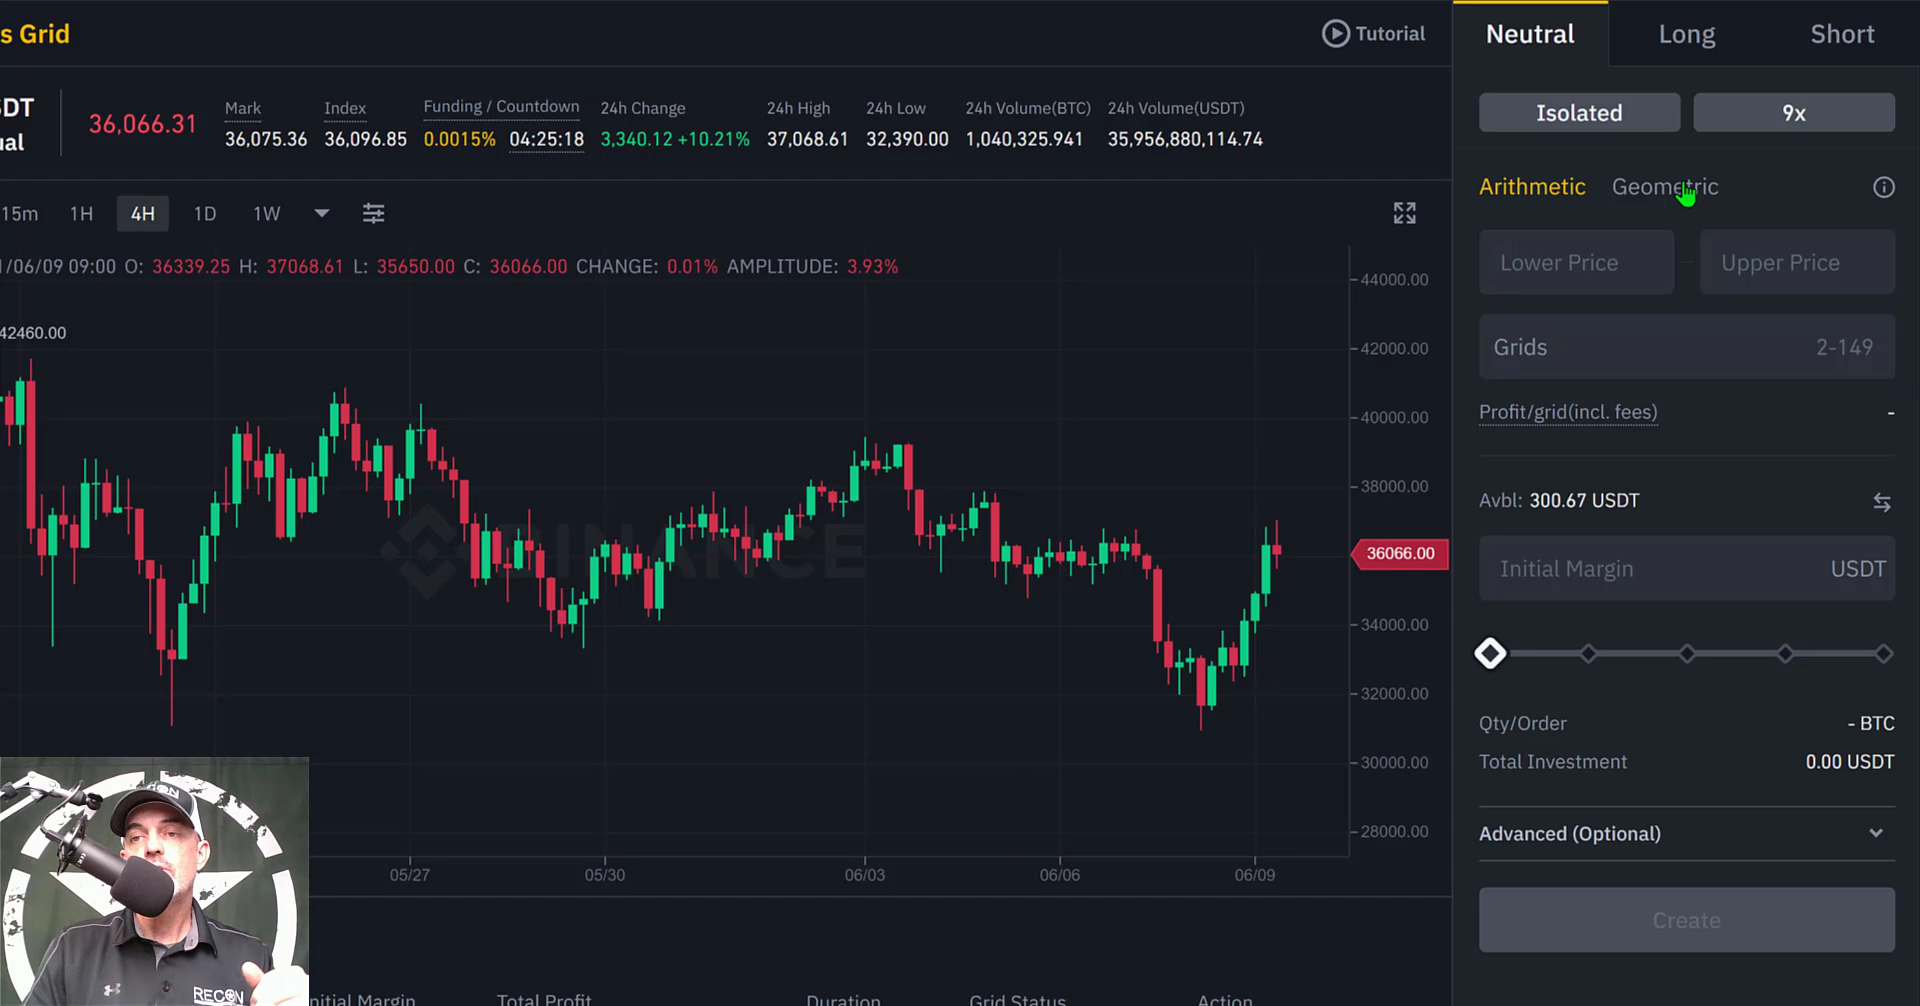 s Grid
Tutorial
Neutral Long Short
SDT
ual
36,066.31
Mark Index Funding / Countdown 24h Change 24h High 24h Low 24h Volume(BTC) 24h Volume(USDT)
36,075.36 36,096.85 0.0015% 04:25:18 3,340.12 +10.21% 37,068.61 32,390.00 1,040,325.941 35,956,880,114.74
Isolated 9x
Arithmetic Geometric
15m 1H 4H 1D 1W
/06/09 09:00 O: 36339.25 H: 37068.61 L: 35650.00 C: 36066.00 CHANGE: 0.01% AMPLITUDE: 3.93%
Lower Price Upper Price
Grids 2-149
Profit/grid(incl. fees) -
Avbl: 300.67 USDT
Initial Margin USDT
Qty/Order - BTC
Total Investment 0.00 USDT
Advanced (Optional)
Create
42460.00
BINANCE
44000.00
42000.00
40000.00
38000.00
36066.00
34000.00
32000.00
30000.00
28000.00
05/27 05/30 06/03 06/06 06/09
RECON
Initial Margin Total Profit Duration Grid Status Action